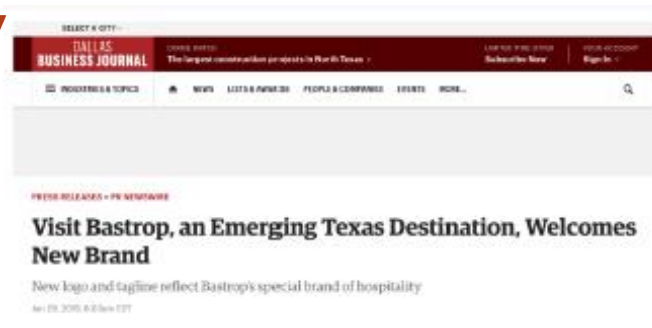 SELECT A CITY
DALLAS
BUSINESS JOURNAL
The largest construction projects in North Texas ›
Subscribe Now
YOUR ACCOUNT
Sign In
INDUSTRIES & TOPICS
NEWS
LISTS & AWARDS
PEOPLE & COMPANIES
EVENTS
MORE...
PRESS RELEASES • PR NEWSWIRE
Visit Bastrop, an Emerging Texas Destination, Welcomes
New Brand
New logo and tagline reflect Bastrop's special brand of hospitality